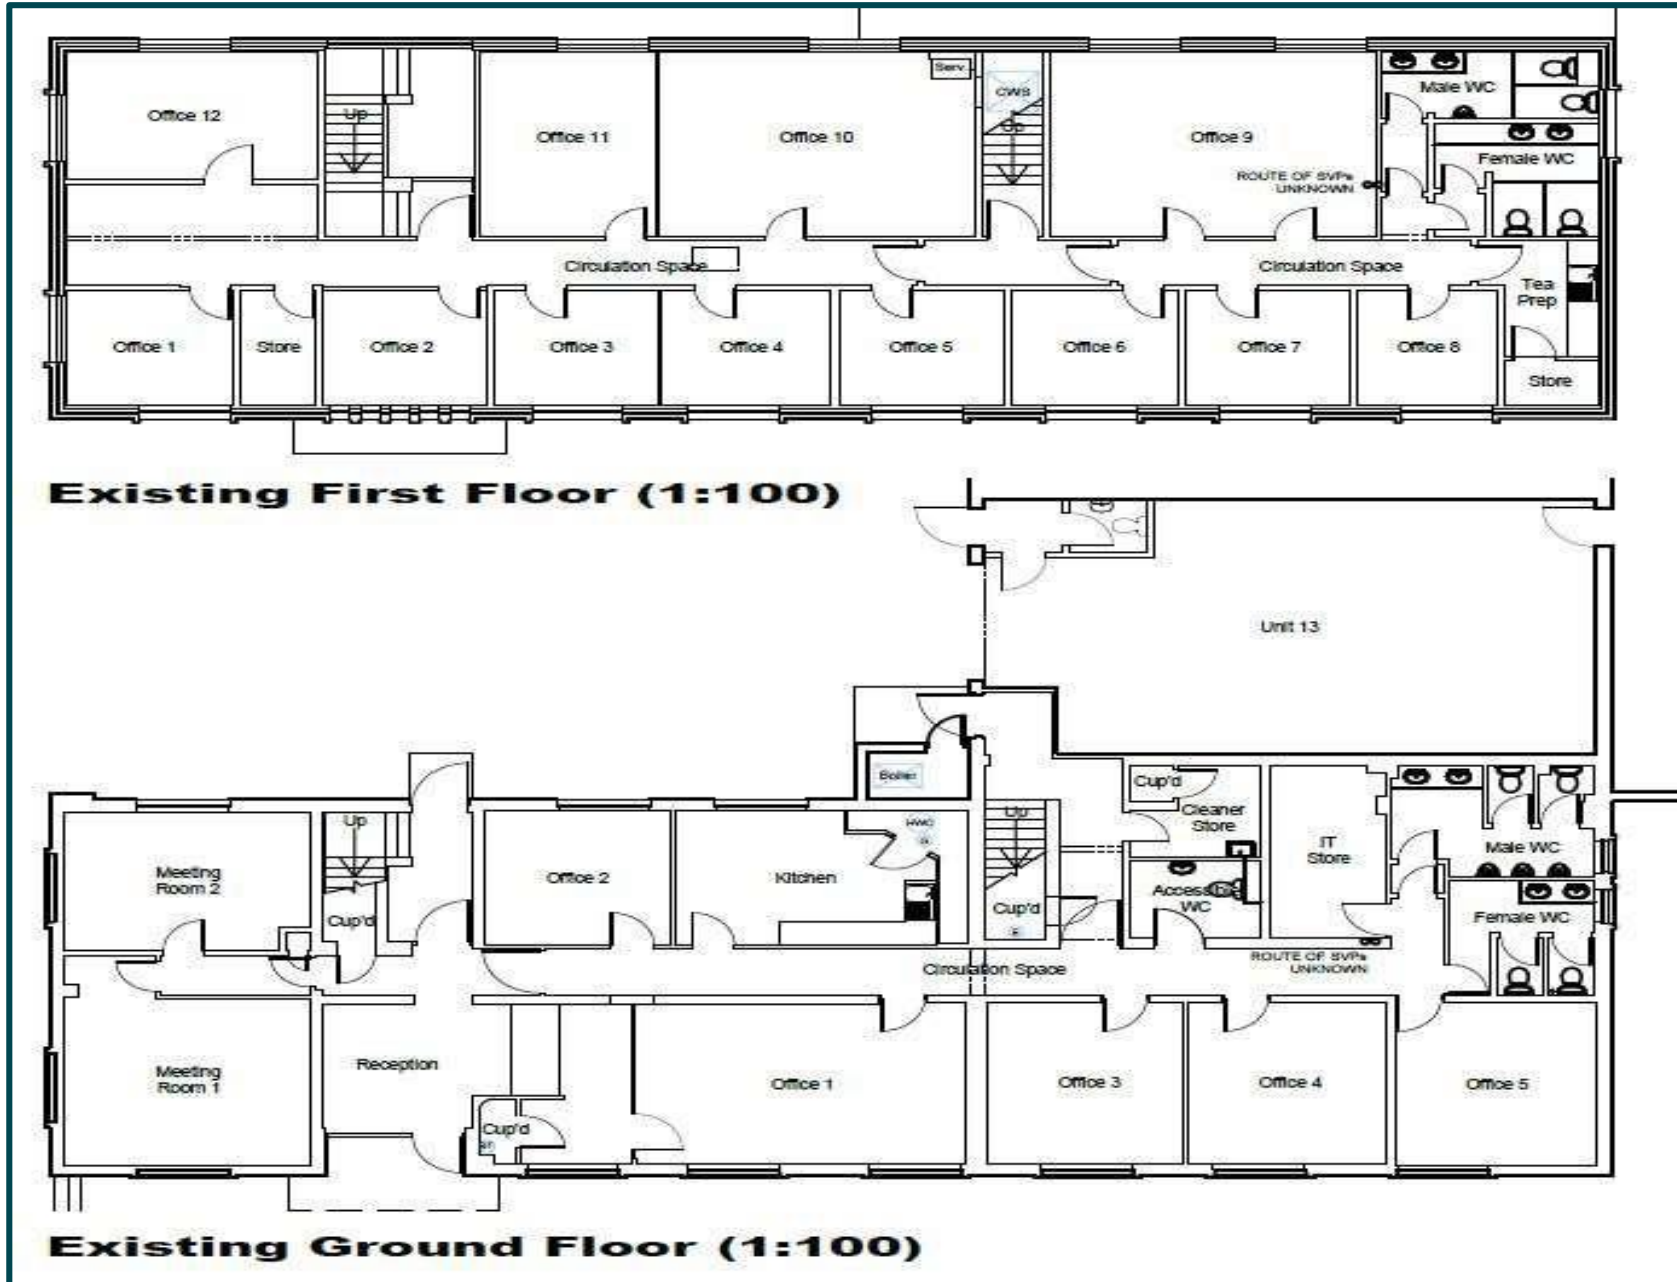 Serv.
Office 12
Up
CWS
Male WC
Office 11
Office 10
Up
Office 9
Female WC
ROUTE OF SVPs
UNKNOWN
Circulation Space
Circulation Space
Tea
Prep
Office 1
Store
Office 2
Office 3
Office 4
Office 5
Office 6
Office 7
Office 8
Store
Existing First Floor (1:100)
Unit 13
Boiler
Cup'd
Up
HWC
Up
Cleaner
Store
IT
Store
Male WC
Meeting
Room 2
Office 2
Kitchen
Accessible
WC
Cup'd
Cup'd
Female WC
ROUTE OF SVPs
UNKNOWN
Circulation Space
Reception
Meeting
Room 1
Office 1
Office 3
Office 4
Office 5
Cup'd
Existing Ground Floor (1:100)